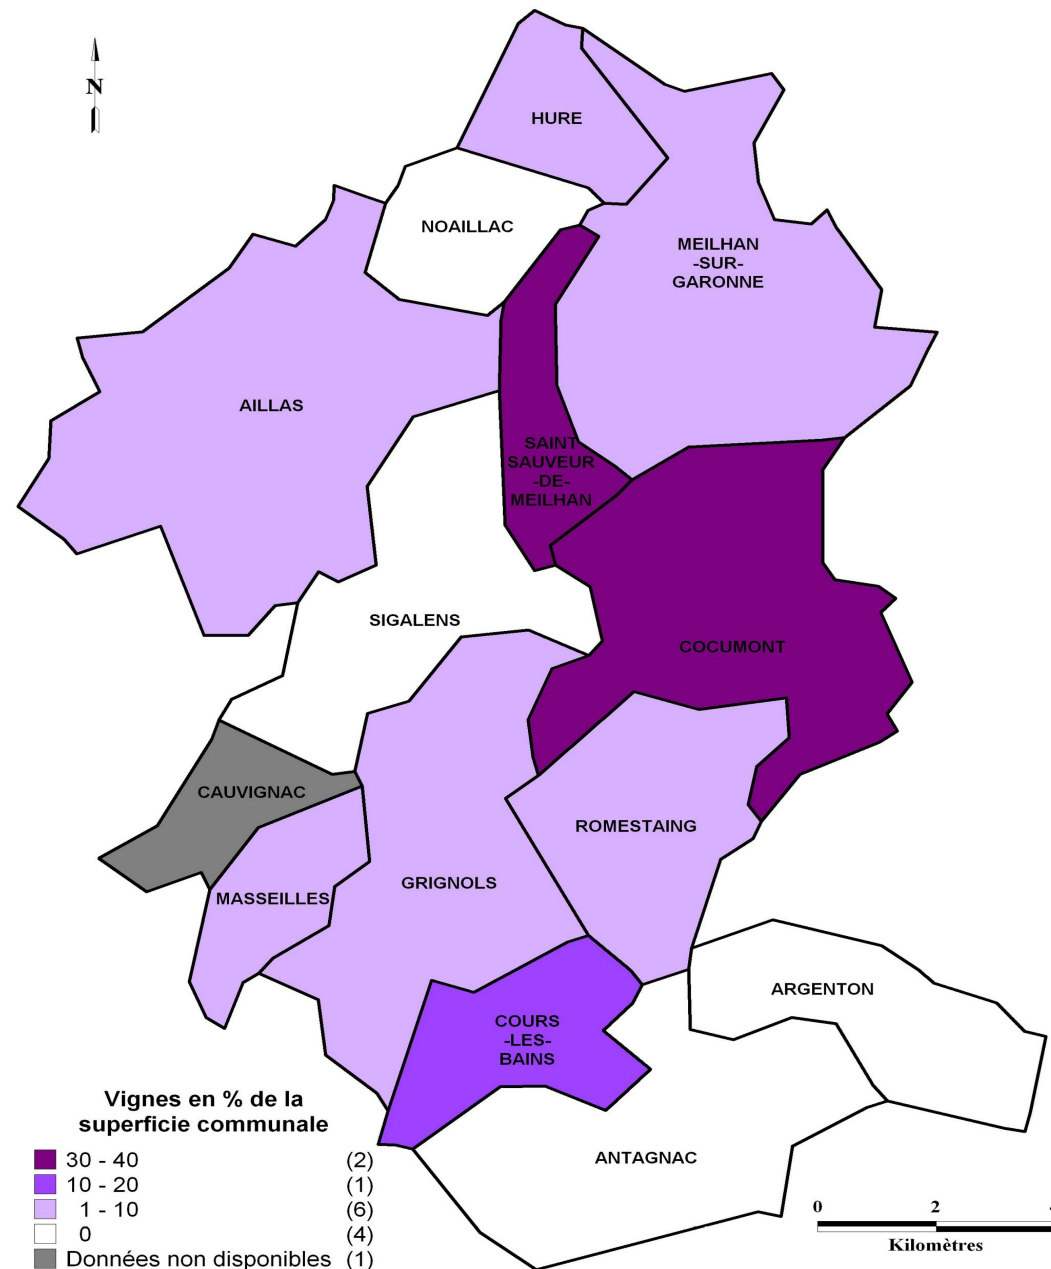 N
HURE
NOAILLAC
MEILHAN
-SUR-
GARONNE
AILLAS
SAINT
SAUVEUR
-DE-
MEILHAN
SIGALENS
COCUMONT
CAUVIGNAC
ROMESTAING
MASSEILLES
GRIGNOLS
ARGENTON
COURS
-LES-
BAINS
ANTAGNAC
Vignes en % de la
superficie communale
30 - 40 (2)
10 - 20 (1)
1 - 10 (6)
0 (4)
Données non disponibles (1)
0 2
Kilomètres